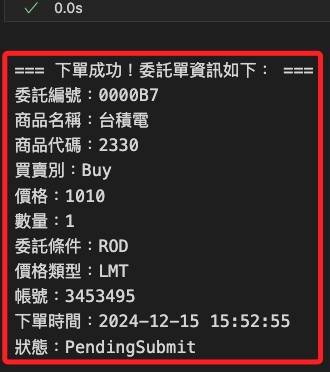 0.0s
=== 下單成功！委託單資訊如下： ===
委託編號：0000B7
商品名稱：台積電
商品代碼：2330
買賣別：Buy
價格：1010
數量：1
委託條件：ROD
價格類型：LMT
帳號：3453495
下單時間：2024-12-15 15:52:55
狀態：PendingSubmit